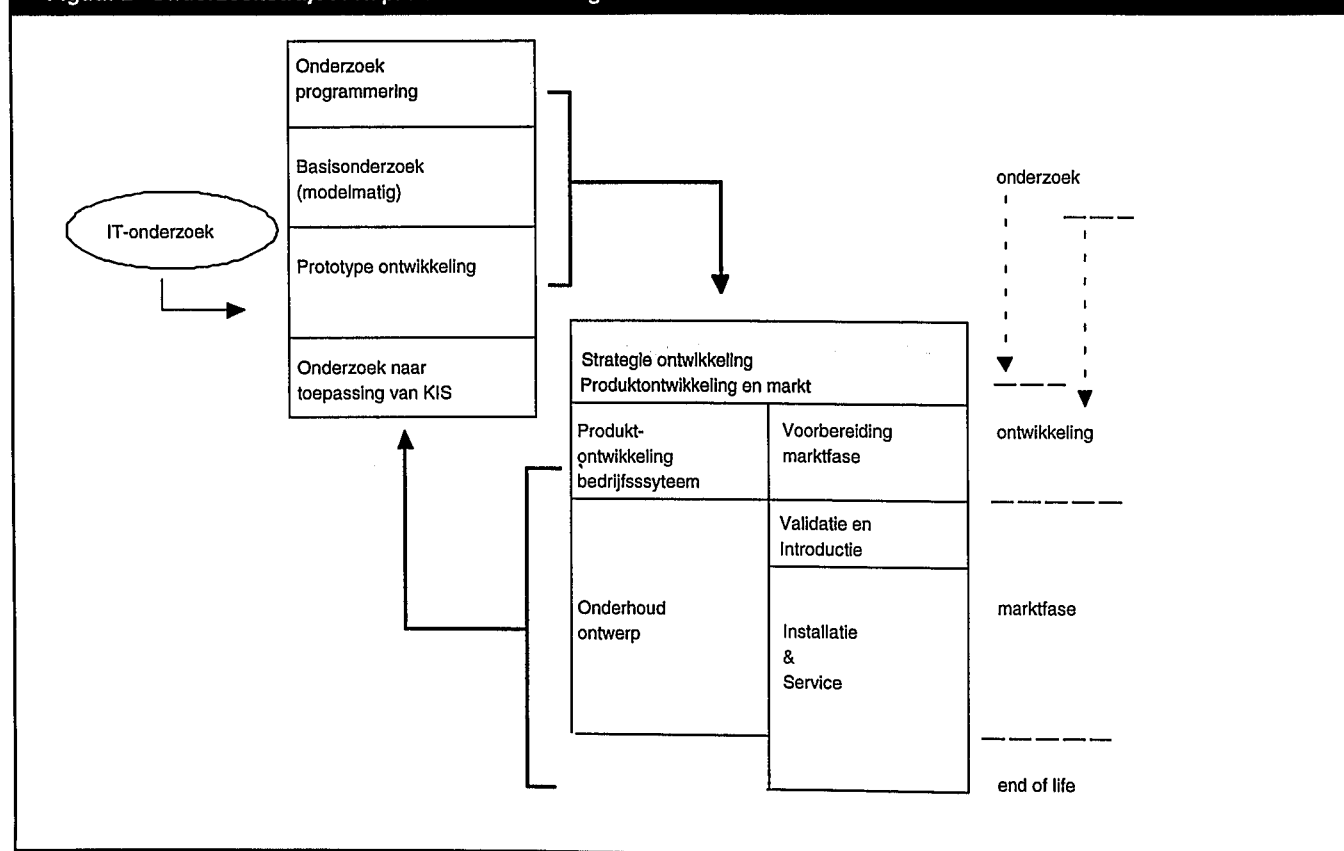 Onderzoek
programmering
Basisonderzoek
(modelmatig)
IT-onderzoek
Prototype ontwikkeling
Onderzoek naar
toepassing van KIS
onderzoek
Strategie ontwikkeling
Produktontwikkeling en markt
Produkt-
ontwikkeling
bedrijfsssyteem
Voorbereiding
marktfase
ontwikkeling
Validatie en
Introductie
Onderhoud
ontwerp
Installatie
&
Service
marktfase
end of life